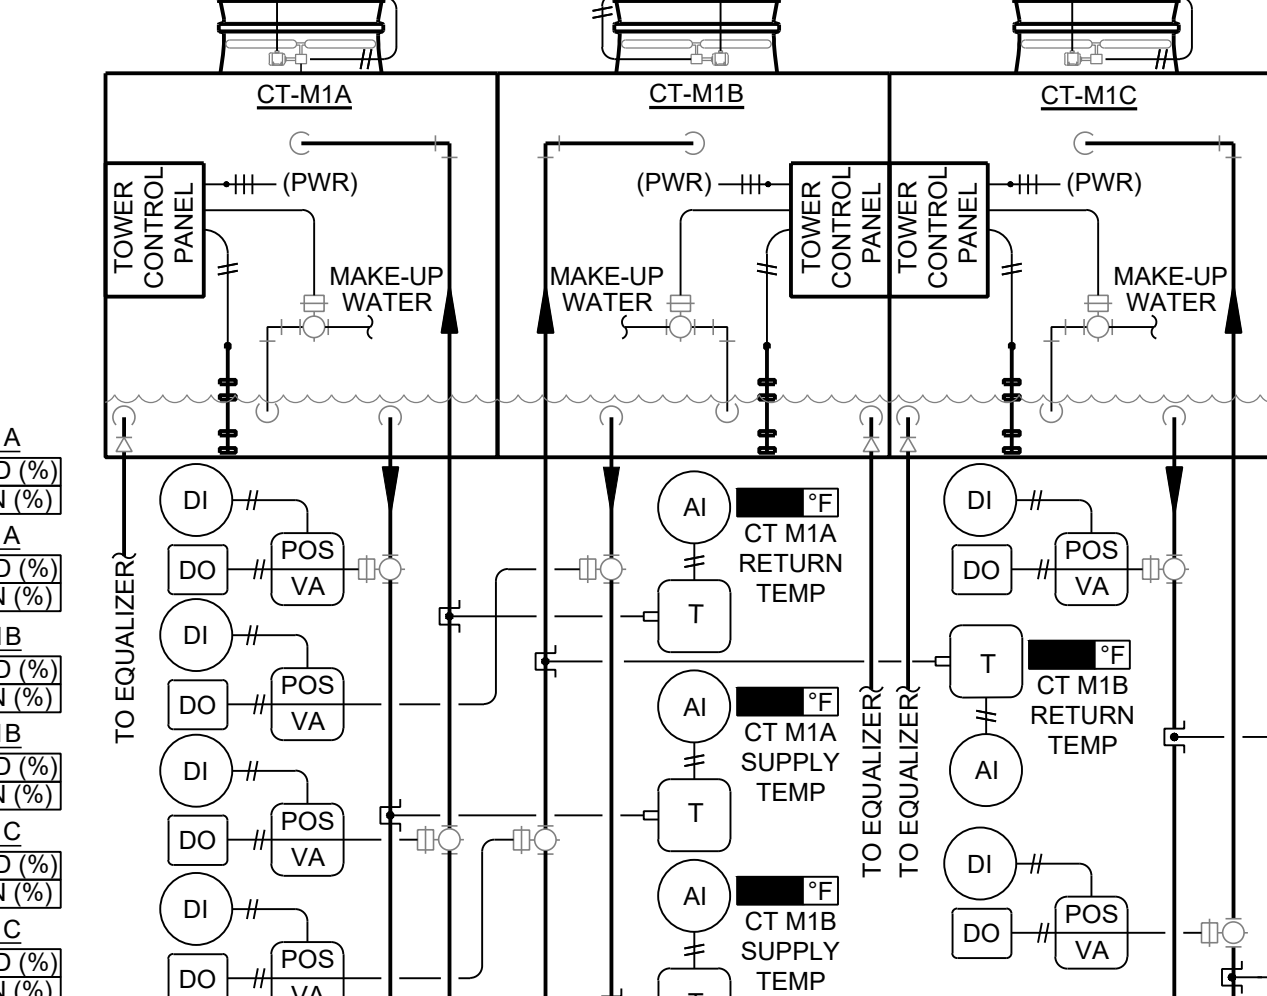 CT-M1A
CT-M1B
CT-M1C
TOWER
CONTROL
PANEL
(PWR)
MAKE-UP
WATER
(PWR)
MAKE-UP
WATER
TOWER
CONTROL
PANEL
TOWER
CONTROL
PANEL
(PWR)
MAKE-UP
WATER
A
(%)
(%)
A
(%)
(%)
B
(%)
(%)
B
(%)
(%)
C
(%)
(%)
C
(%)
(%)
TO EQUALIZER
DI
POS
DO
VA
DI
POS
DO
VA
DI
POS
DO
VA
DI
POS
DO
VA
AI
°F
CT M1A
RETURN
TEMP
T
AI
°F
CT M1A
SUPPLY
TEMP
T
AI
°F
CT M1B
SUPPLY
TEMP
T
TO EQUALIZER
TO EQUALIZER
DI
POS
DO
VA
T
°F
CT M1B
RETURN
TEMP
AI
DI
POS
DO
VA